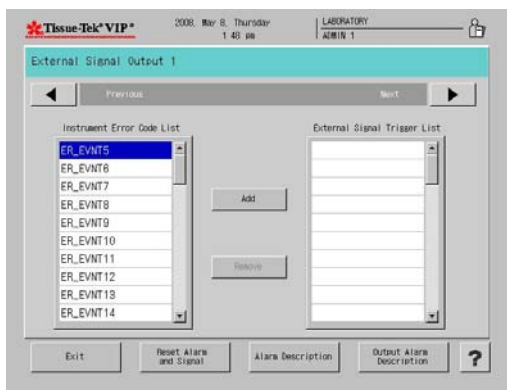 Tissue-Tek® VIP®
2008, May 8, Thursday
1 48 pm
LABORATORY
ADMIN 1
External Signal Output 1
Previous
Next
Instrument Error Code List
External Signal Trigger List
ER_EVNT5
ER_EVNT6
ER_EVNT7
ER_EVNT8
ER_EVNT9
ER_EVNT10
ER_EVNT11
ER_EVNT12
ER_EVNT13
ER_EVNT14
Add
Remove
Exit
Reset Alarm
and Signal
Alarm Description
Output Alarm
Description
?